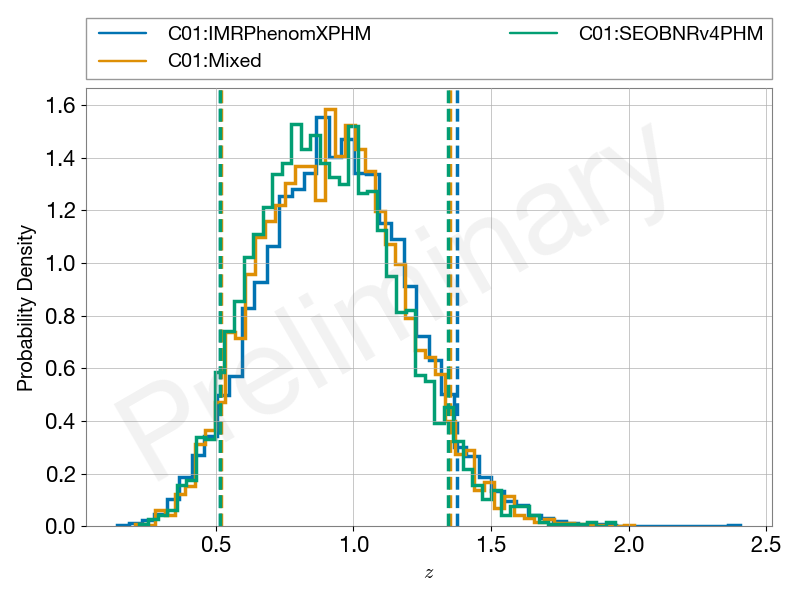 C01:IMRPhenomXPHM
C01:SEOBNRv4PHM
C01:Mixed
1.6
1.4
1.2
1.0
0.8
0.6
0.4
0.2
0.0
Probability Density
Preliminary
0.5
1.0
1.5
2.0
2.5
z